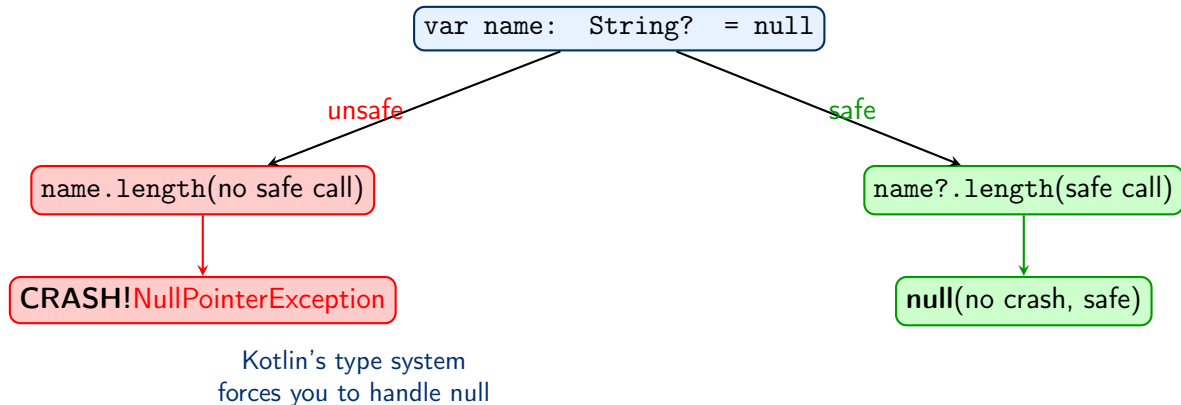 var name: String? = null
unsafe
safe
name.length(no safe call)
name?.length(safe call)
CRASH!NullPointerException
null(no crash, safe)
Kotlin's type system
forces you to handle null